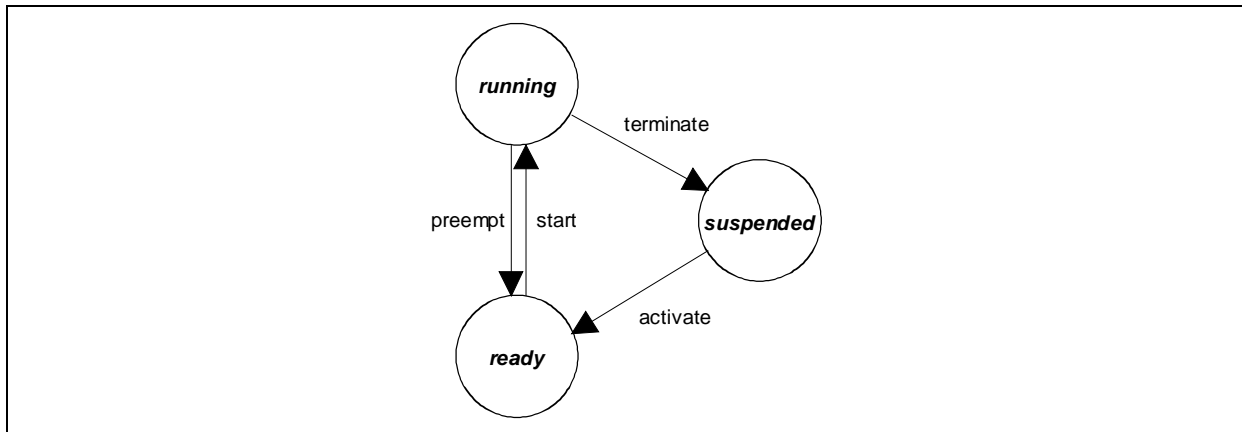 running
terminate
preempt
start
suspended
activate
ready